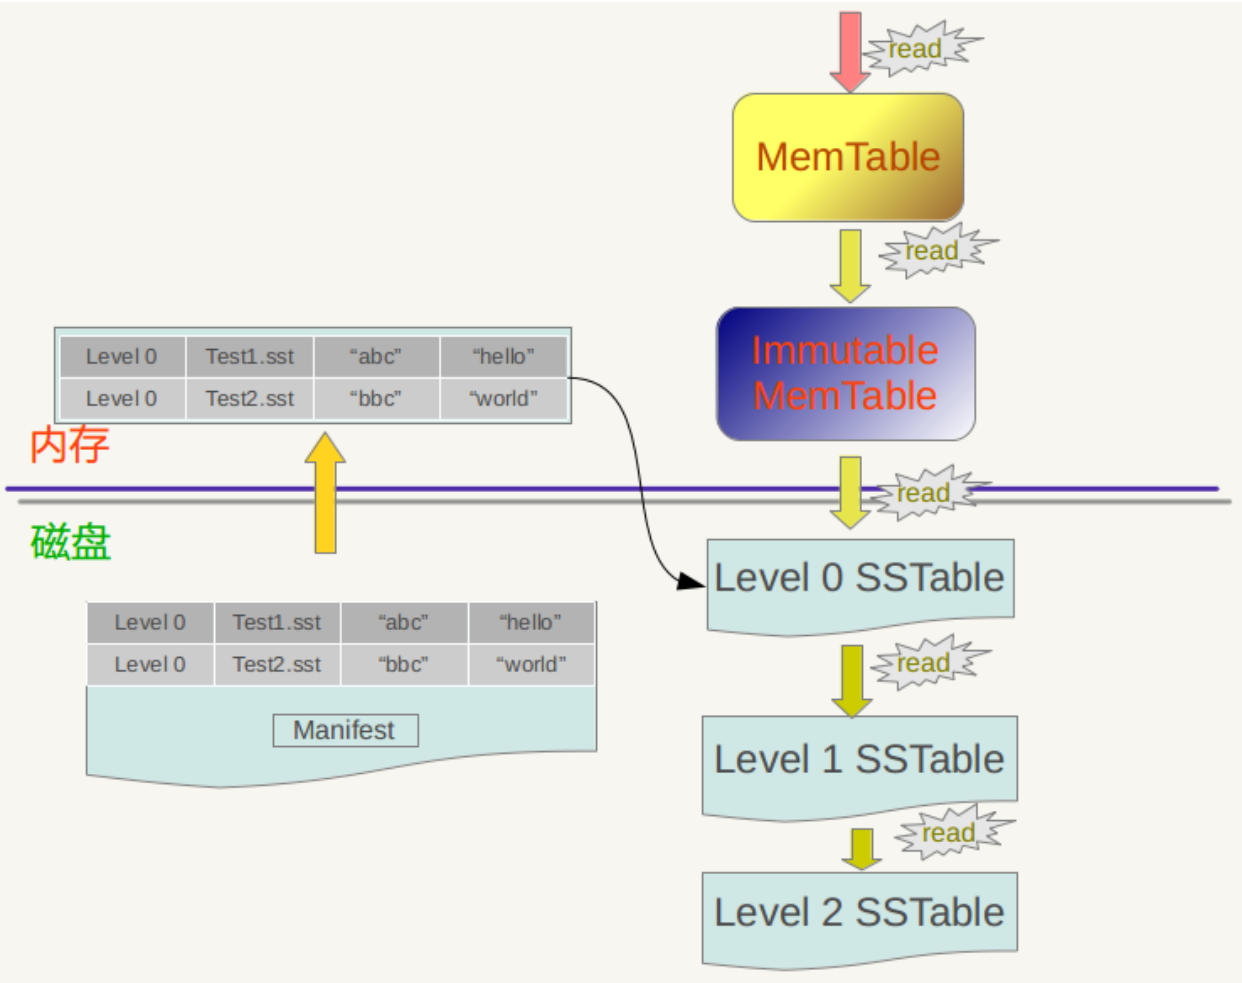 read
MemTable
read
Immutable
MemTable
Level 0 Test1.sst “abc” “hello”
Level 0 Test2.sst “bbc” “world”
内存
read
磁盘
Level 0 SSTable
Level 0 Test1.sst “abc” “hello”
Level 0 Test2.sst “bbc” “world”
read
Manifest
Level 1 SSTable
read
Level 2 SSTable